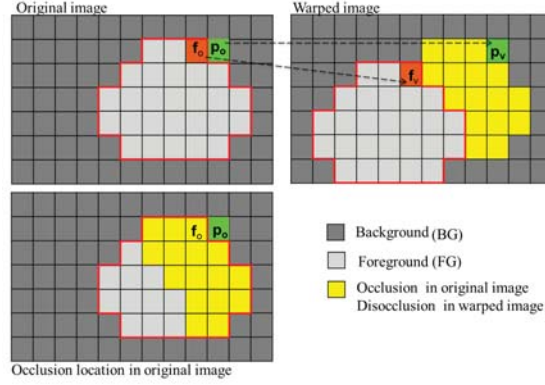 Original image
Warped image
fo po
pv
fv
fo po
Background (BG)
Foreground (FG)
Occlusion in original image
Disocclusion in warped image
Occlusion location in original image